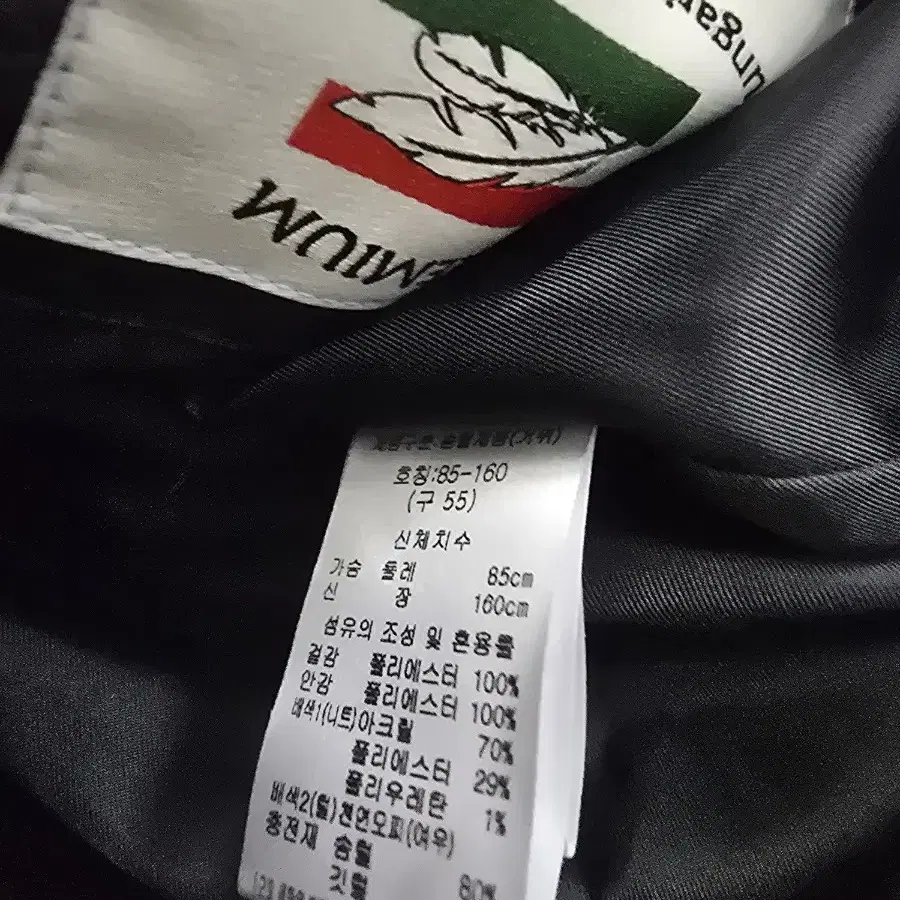 ungari
EMIUM
호칭:85-160
(구 55)
신체치수
가슴 둘레 85cm
신 장 160cm
섬유의 조성 및 혼용률
겉감 폴리에스터 100%
안감 폴리에스터 100%
배색1(니트)아크릴 70%
폴리에스터 29%
폴리우레탄 1%
배색2(털)천연모피(여우)
충전재 솜털 80%
깃털